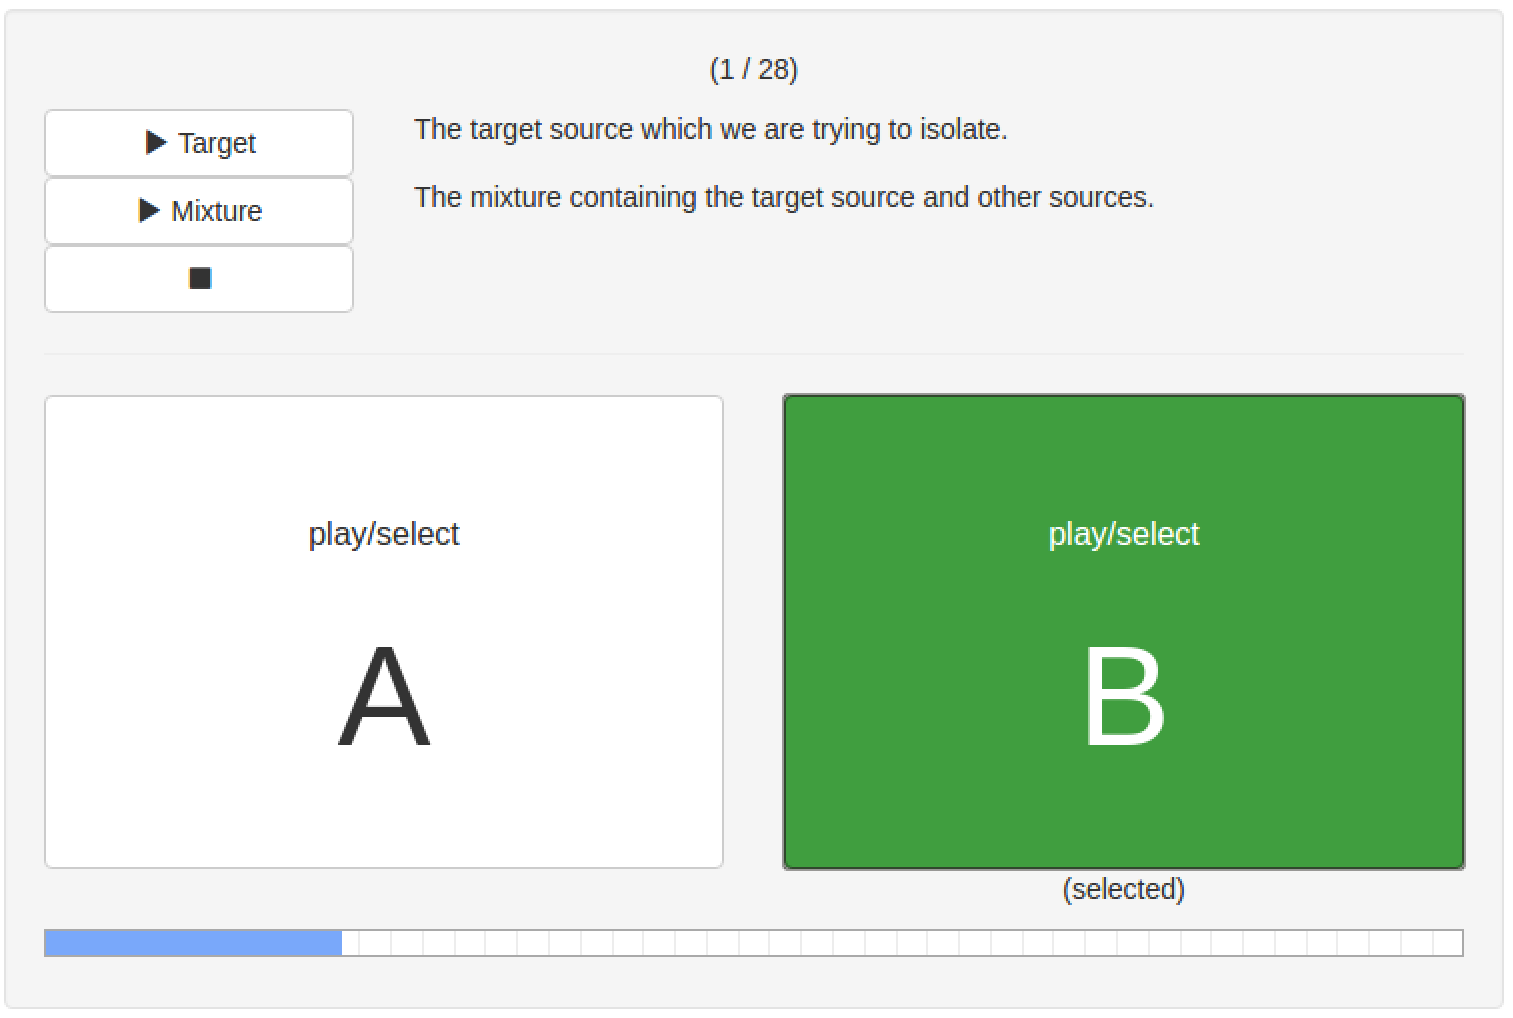 (1 / 28)
Target
The target source which we are trying to isolate.
Mixture
The mixture containing the target source and other sources.
play/select
A
play/select
B
(selected)